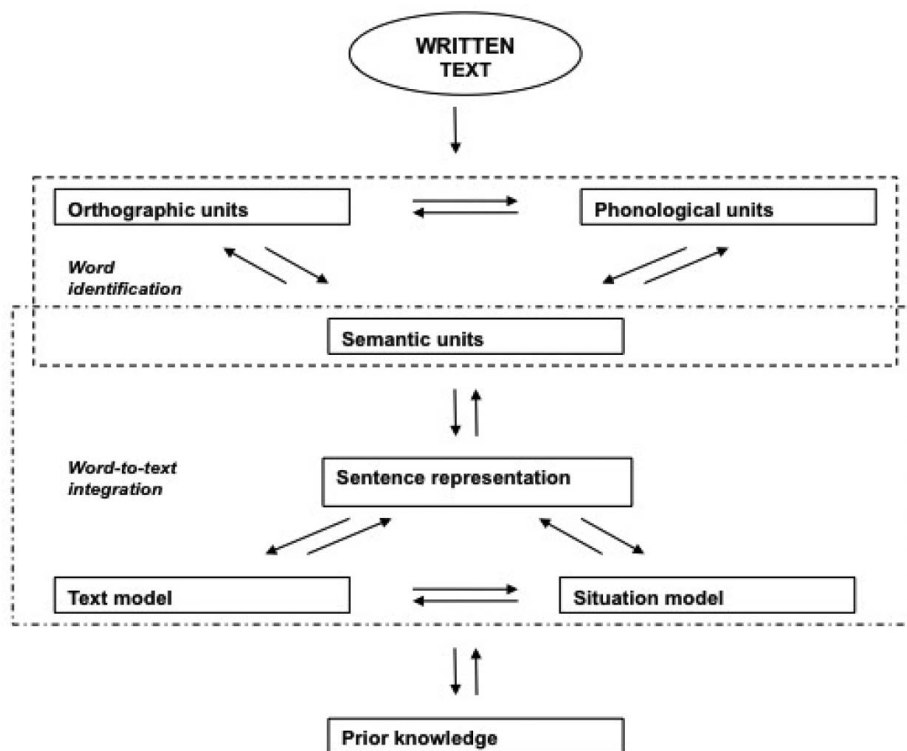 WRITTEN
TEXT
Orthographic units
Phonological units
Word
identification
Semantic units
Word-to-text
integration
Sentence representation
Text model
Situation model
Prior knowledge